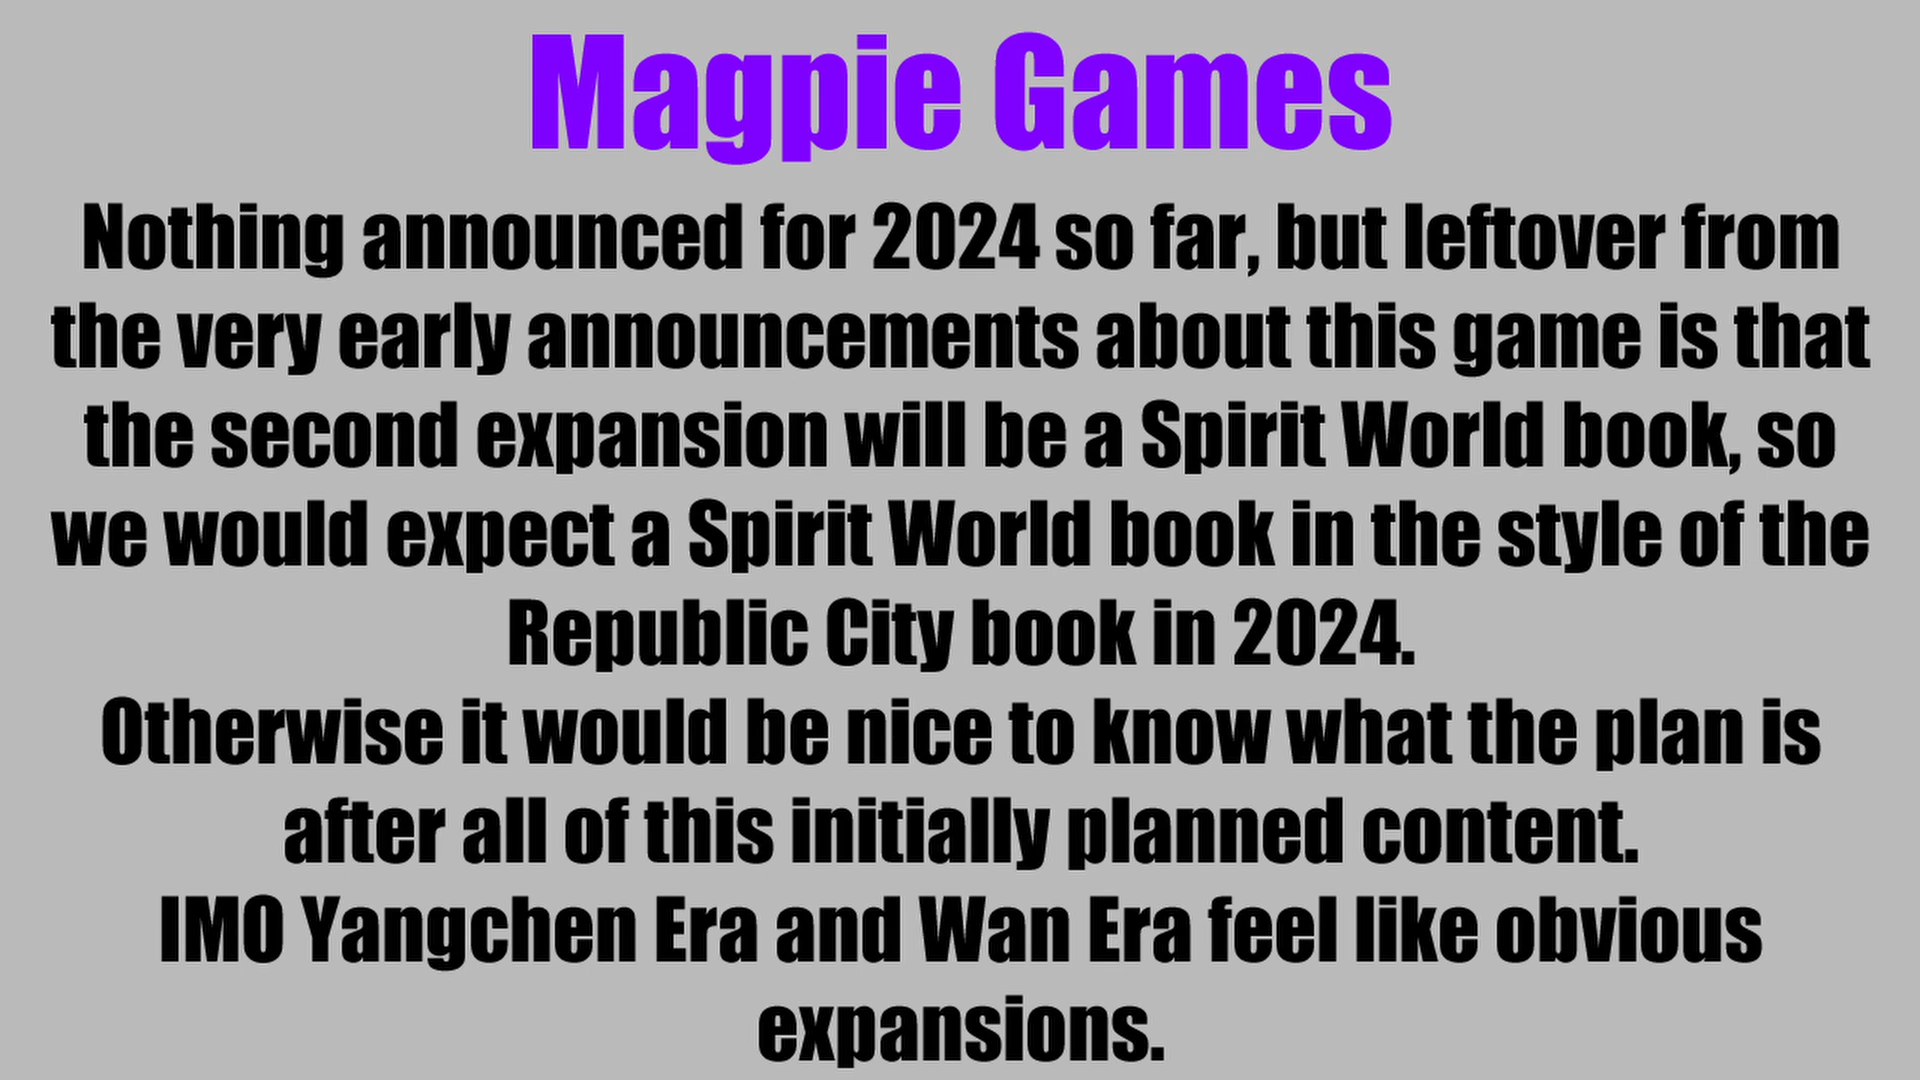 Magpie Games
Nothing announced for 2024 so far, but leftover from
the very early announcements about this game is that
the second expansion will be a Spirit World book, so
we would expect a Spirit World book in the style of the
Republic City book in 2024.
Otherwise it would be nice to know what the plan is
after all of this initially planned content.
IMO Yangchen Era and Wan Era feel like obvious
expansions.